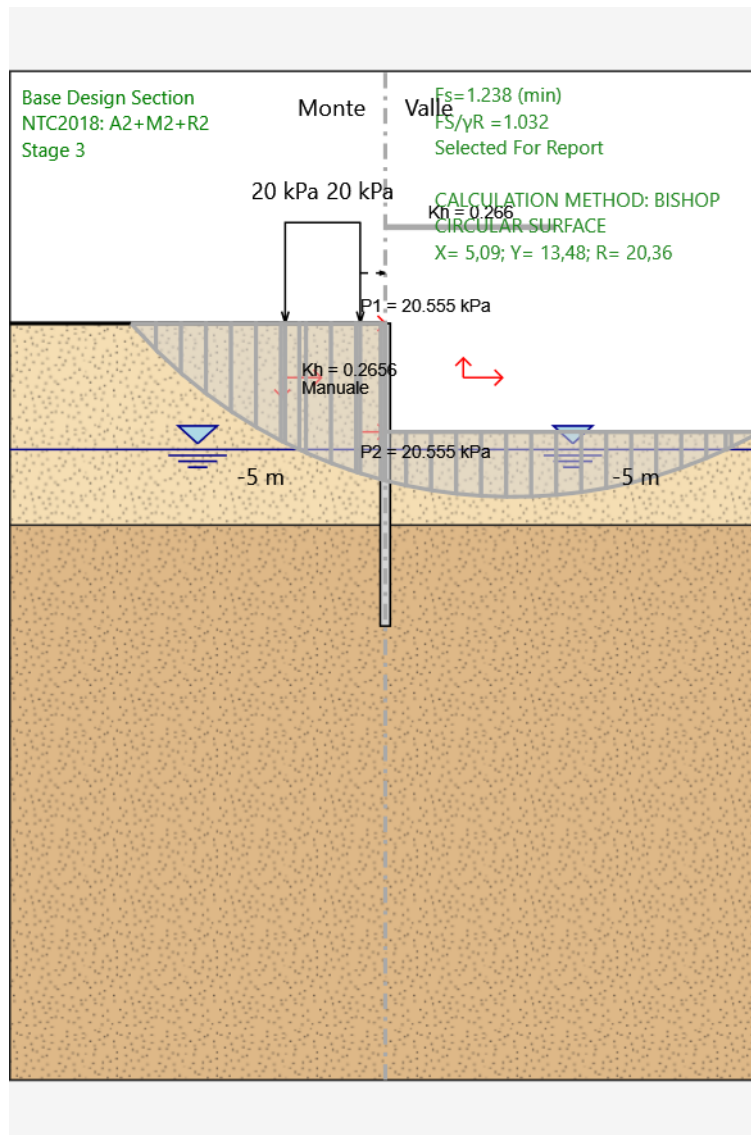 Base Design Section
NTC2018: A2+M2+R2
Stage 3
Monte
Valle
Fs=1.238 (min)
FS/γR =1.032
Selected For Report
20 kPa 20 kPa
CALCULATION METHOD: BISHOP
Kh = 0.266
CIRCULAR SURFACE
X= 5,09; Y= 13,48; R= 20,36
P1 = 20.555 kPa
Kh = 0.2656
Manuale
P2 = 20.555 kPa
-5 m
-5 m